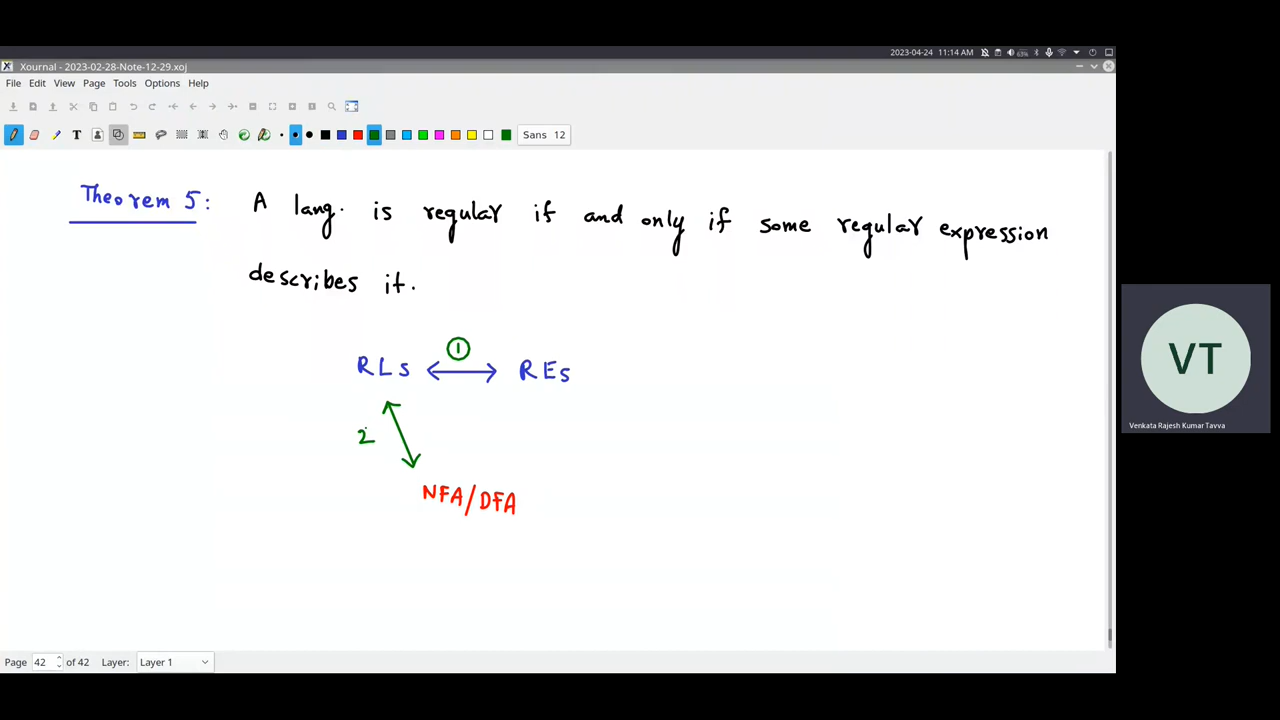 2023-04-24 11:14 AM
Xournal - 2023-02-28-Note-12-29.xoj
File Edit View Page Tools Options Help
T Sans 12
Theorem 5: A lang. is regular if and only if some regular expression
describes it.
1
RLs REs
2
NFA/DFA
VT
Venkata Rajesh Kumar Tavva
Page 42 of 42 Layer: Layer 1